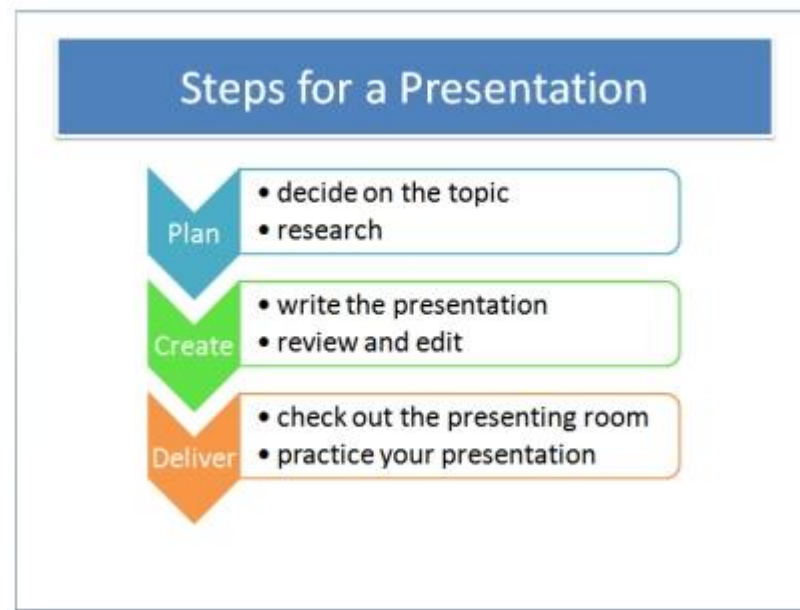 Steps for a Presentation
Plan
• decide on the topic
• research
Create
• write the presentation
• review and edit
Deliver
• check out the presenting room
• practice your presentation